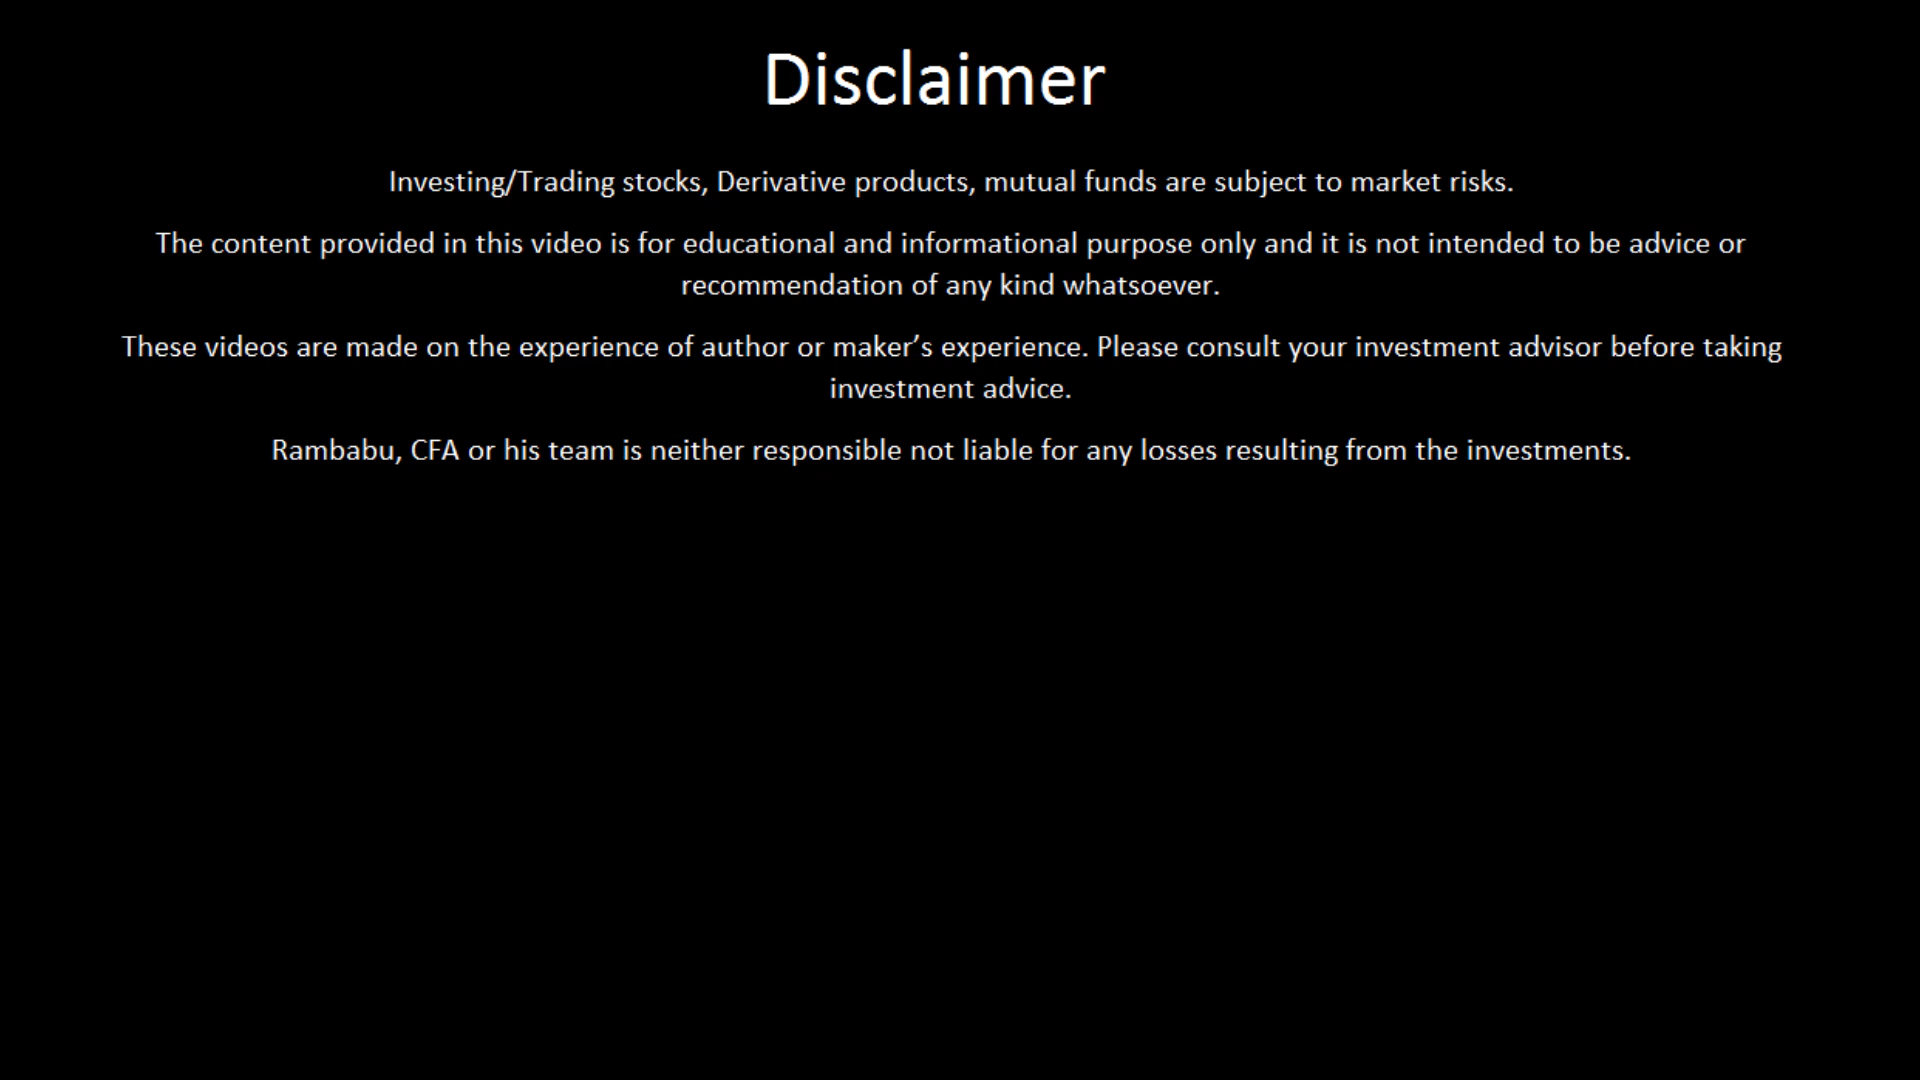 Disclaimer
Investing/Trading stocks, Derivative products, mutual funds are subject to market risks.
The content provided in this video is for educational and informational purpose only and it is not intended to be advice or
recommendation of any kind whatsoever.
These videos are made on the experience of author or maker’s experience. Please consult your investment advisor before taking
investment advice.
Rambabu, CFA or his team is neither responsible not liable for any losses resulting from the investments.